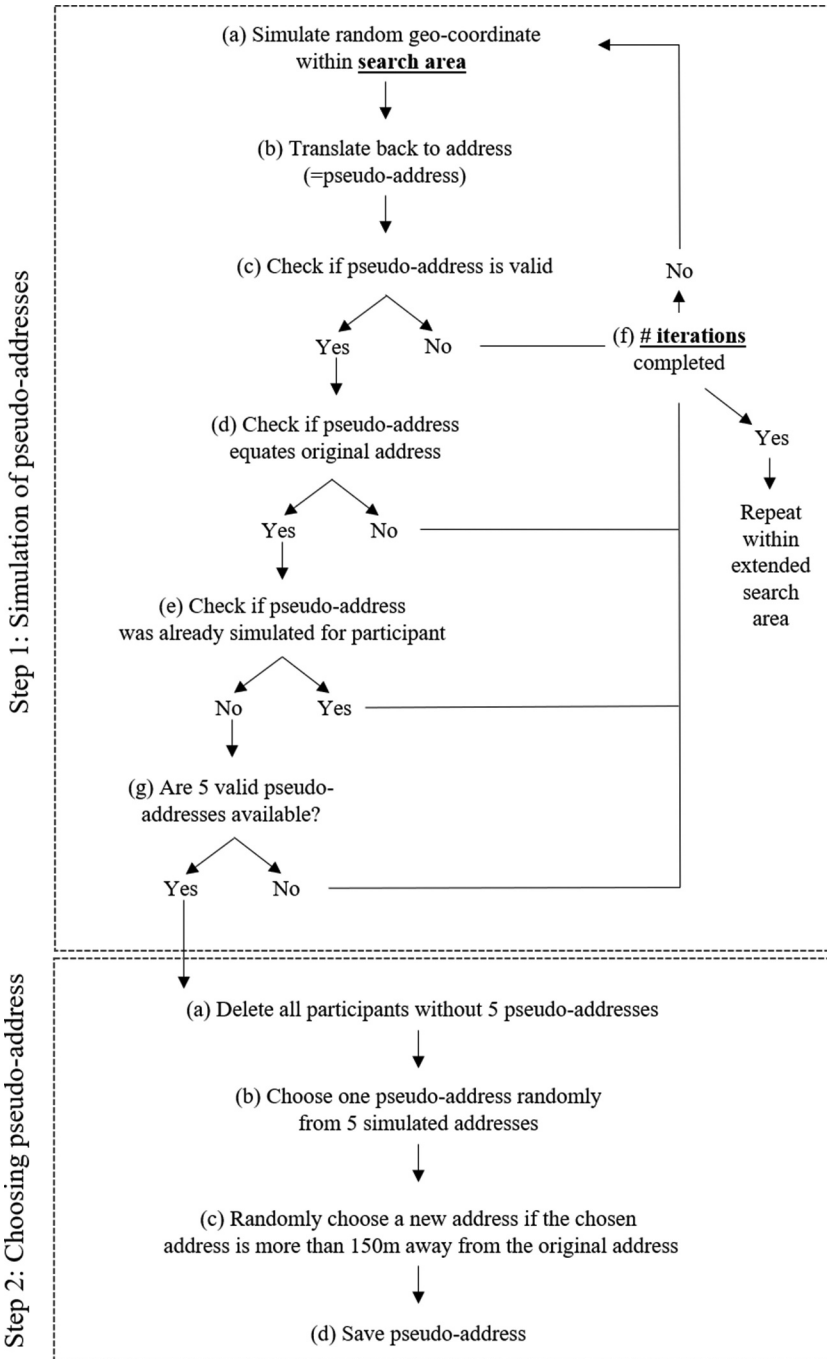 Step 1: Simulation of pseudo-addresses
(a) Simulate random geo-coordinate
within search area
(b) Translate back to address
(=pseudo-address)
(c) Check if pseudo-address is valid
Yes
No
(f) # iterations
completed
No
Yes
Repeat
within
extended
search
area
(d) Check if pseudo-address
equates original address
Yes
No
(e) Check if pseudo-address
was already simulated for participant
No
Yes
(g) Are 5 valid pseudo-
addresses available?
Yes
No
Step 2: Choosing pseudo-address
(a) Delete all participants without 5 pseudo-addresses
(b) Choose one pseudo-address randomly
from 5 simulated addresses
(c) Randomly choose a new address if the chosen
address is more than 150m away from the original address
(d) Save pseudo-address